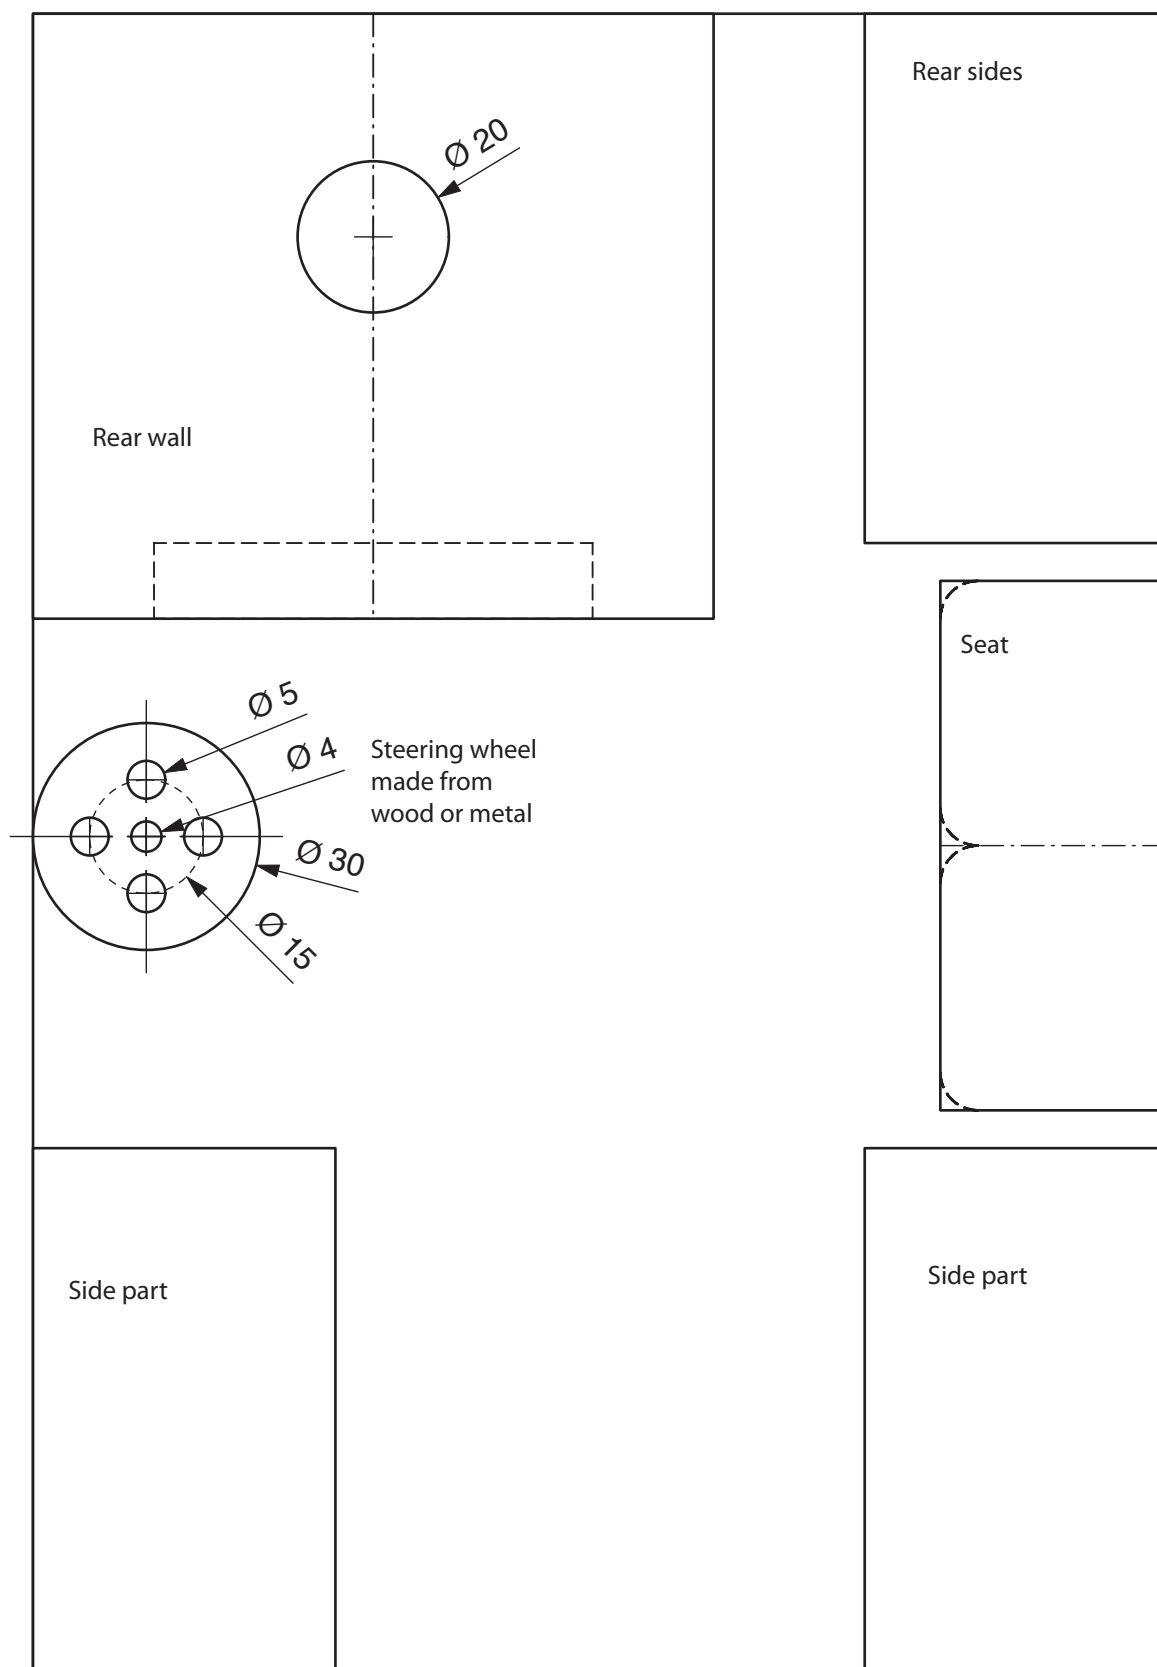 Rear sides
Ø 20
Rear wall
Seat
Ø 5
Ø 4
Steering wheel
made from
wood or metal
Ø 30
Ø 15
Side part
Side part